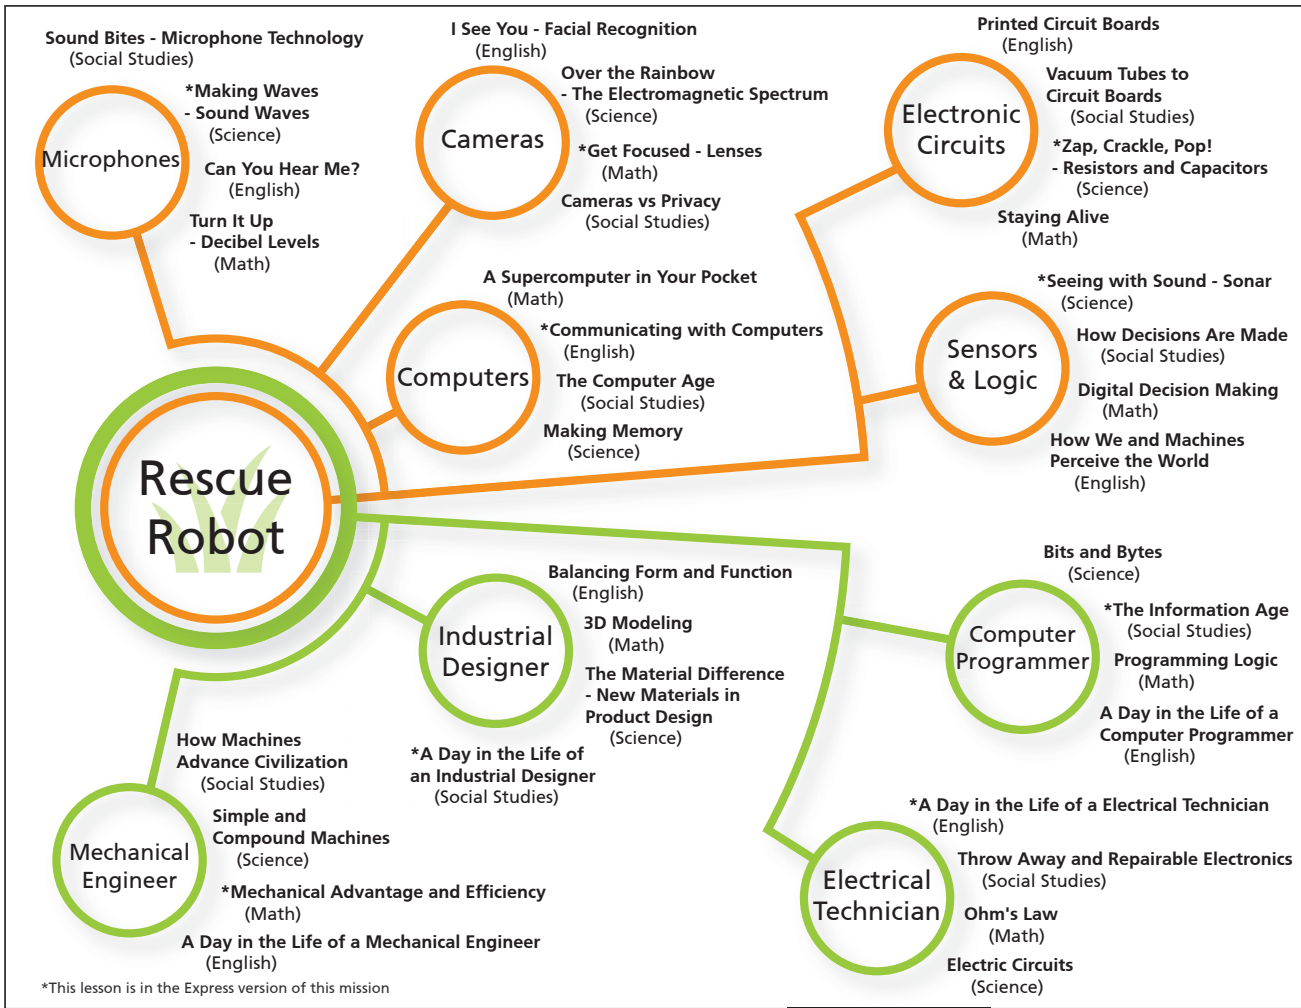 Sound Bites - Microphone Technology
(Social Studies)
*Making Waves
- Sound Waves
(Science)
Microphones
Can You Hear Me?
(English)
Turn It Up
- Decibel Levels
(Math)
I See You - Facial Recognition
(English)
Over the Rainbow
- The Electromagnetic Spectrum
(Science)
Cameras
*Get Focused - Lenses
(Math)
Cameras vs Privacy
(Social Studies)
Printed Circuit Boards
(English)
Vacuum Tubes to
Circuit Boards
(Social Studies)
Electronic
Circuits
*Zap, Crackle, Pop!
- Resistors and Capacitors
(Science)
Staying Alive
(Math)
A Supercomputer in Your Pocket
(Math)
*Communicating with Computers
(English)
Computers
The Computer Age
(Social Studies)
Making Memory
(Science)
*Seeing with Sound - Sonar
(Science)
How Decisions Are Made
(Social Studies)
Sensors
& Logic
Digital Decision Making
(Math)
How We and Machines
Perceive the World
(English)
Rescue
Robot
Balancing Form and Function
(English)
3D Modeling
(Math)
Industrial
Designer
The Material Difference
- New Materials in
Product Design
(Science)
*A Day in the Life of
an Industrial Designer
(Social Studies)
Bits and Bytes
(Science)
*The Information Age
(Social Studies)
Computer
Programmer
Programming Logic
(Math)
A Day in the Life of a
Computer Programmer
(English)
How Machines
Advance Civilization
(Social Studies)
Simple and
Compound Machines
(Science)
Mechanical
Engineer
*Mechanical Advantage and Efficiency
(Math)
A Day in the Life of a Mechanical Engineer
(English)
*A Day in the Life of a Electrical Technician
(English)
Throw Away and Repairable Electronics
(Social Studies)
Electrical
Technician
Ohm's Law
(Math)
Electric Circuits
(Science)
*This lesson is in the Express version of this mission